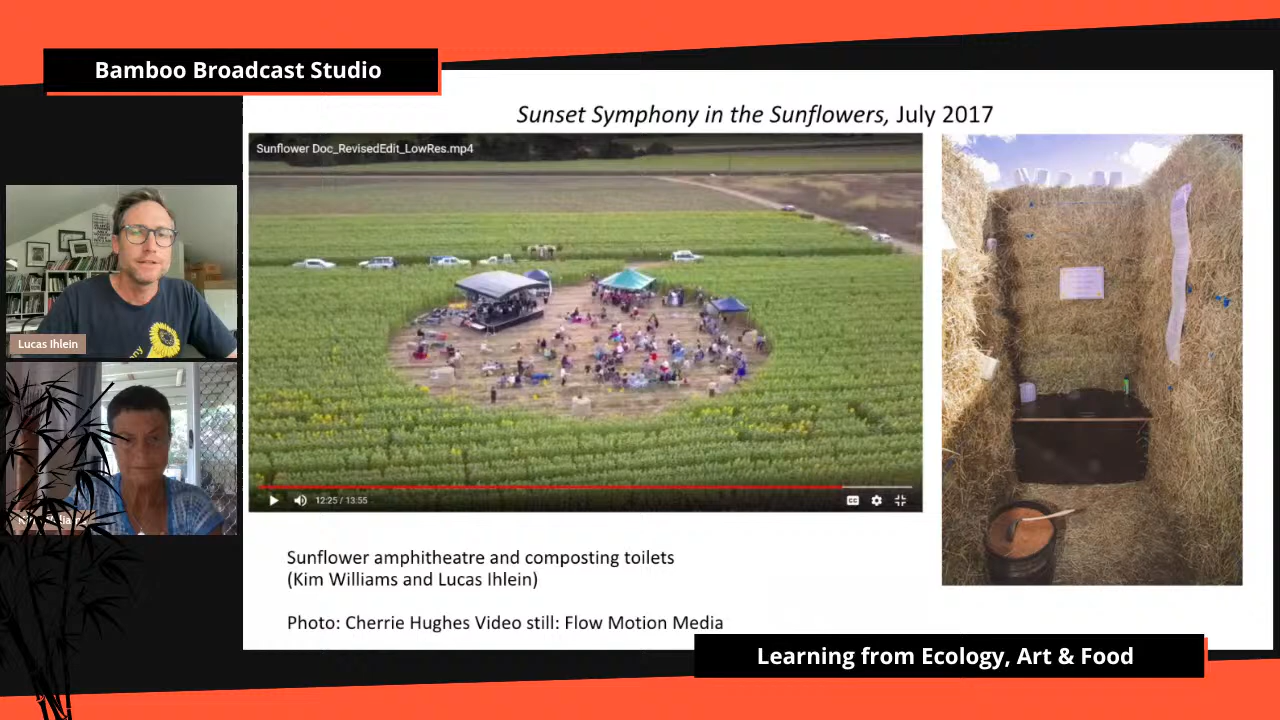 Bamboo Broadcast Studio
Sunset Symphony in the Sunflowers, July 2017
Sunflower Doc_RevisedEdit_LowRes.mp4
Lucas Ihlein
12:25 / 13:55
CC
Sunflower amphitheatre and composting toilets
(Kim Williams and Lucas Ihlein)
Photo: Cherrie Hughes Video still: Flow Motion Media
Learning from Ecology, Art & Food